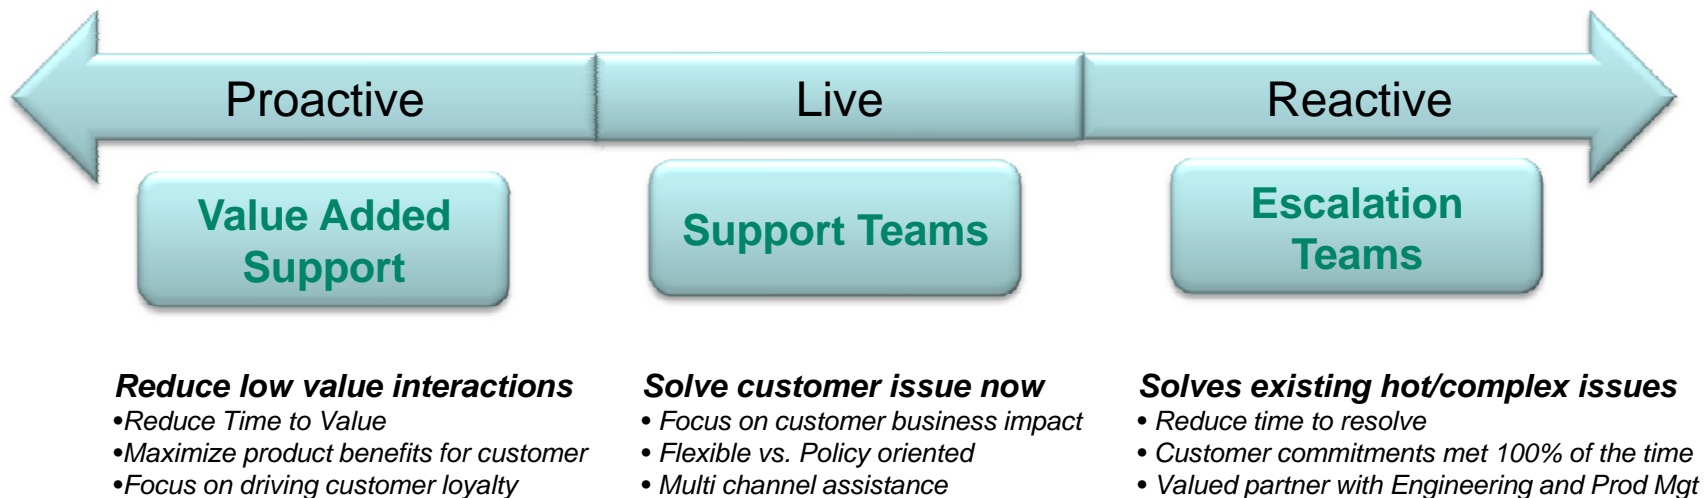 Proactive
Live
Reactive
Value Added
Support
Support Teams
Escalation
Teams
Reduce low value interactions
•Reduce Time to Value
•Maximize product benefits for customer
•Focus on driving customer loyalty
Solve customer issue now
• Focus on customer business impact
• Flexible vs. Policy oriented
• Multi channel assistance
Solves existing hot/complex issues
• Reduce time to resolve
• Customer commitments met 100% of the time
• Valued partner with Engineering and Prod Mgt